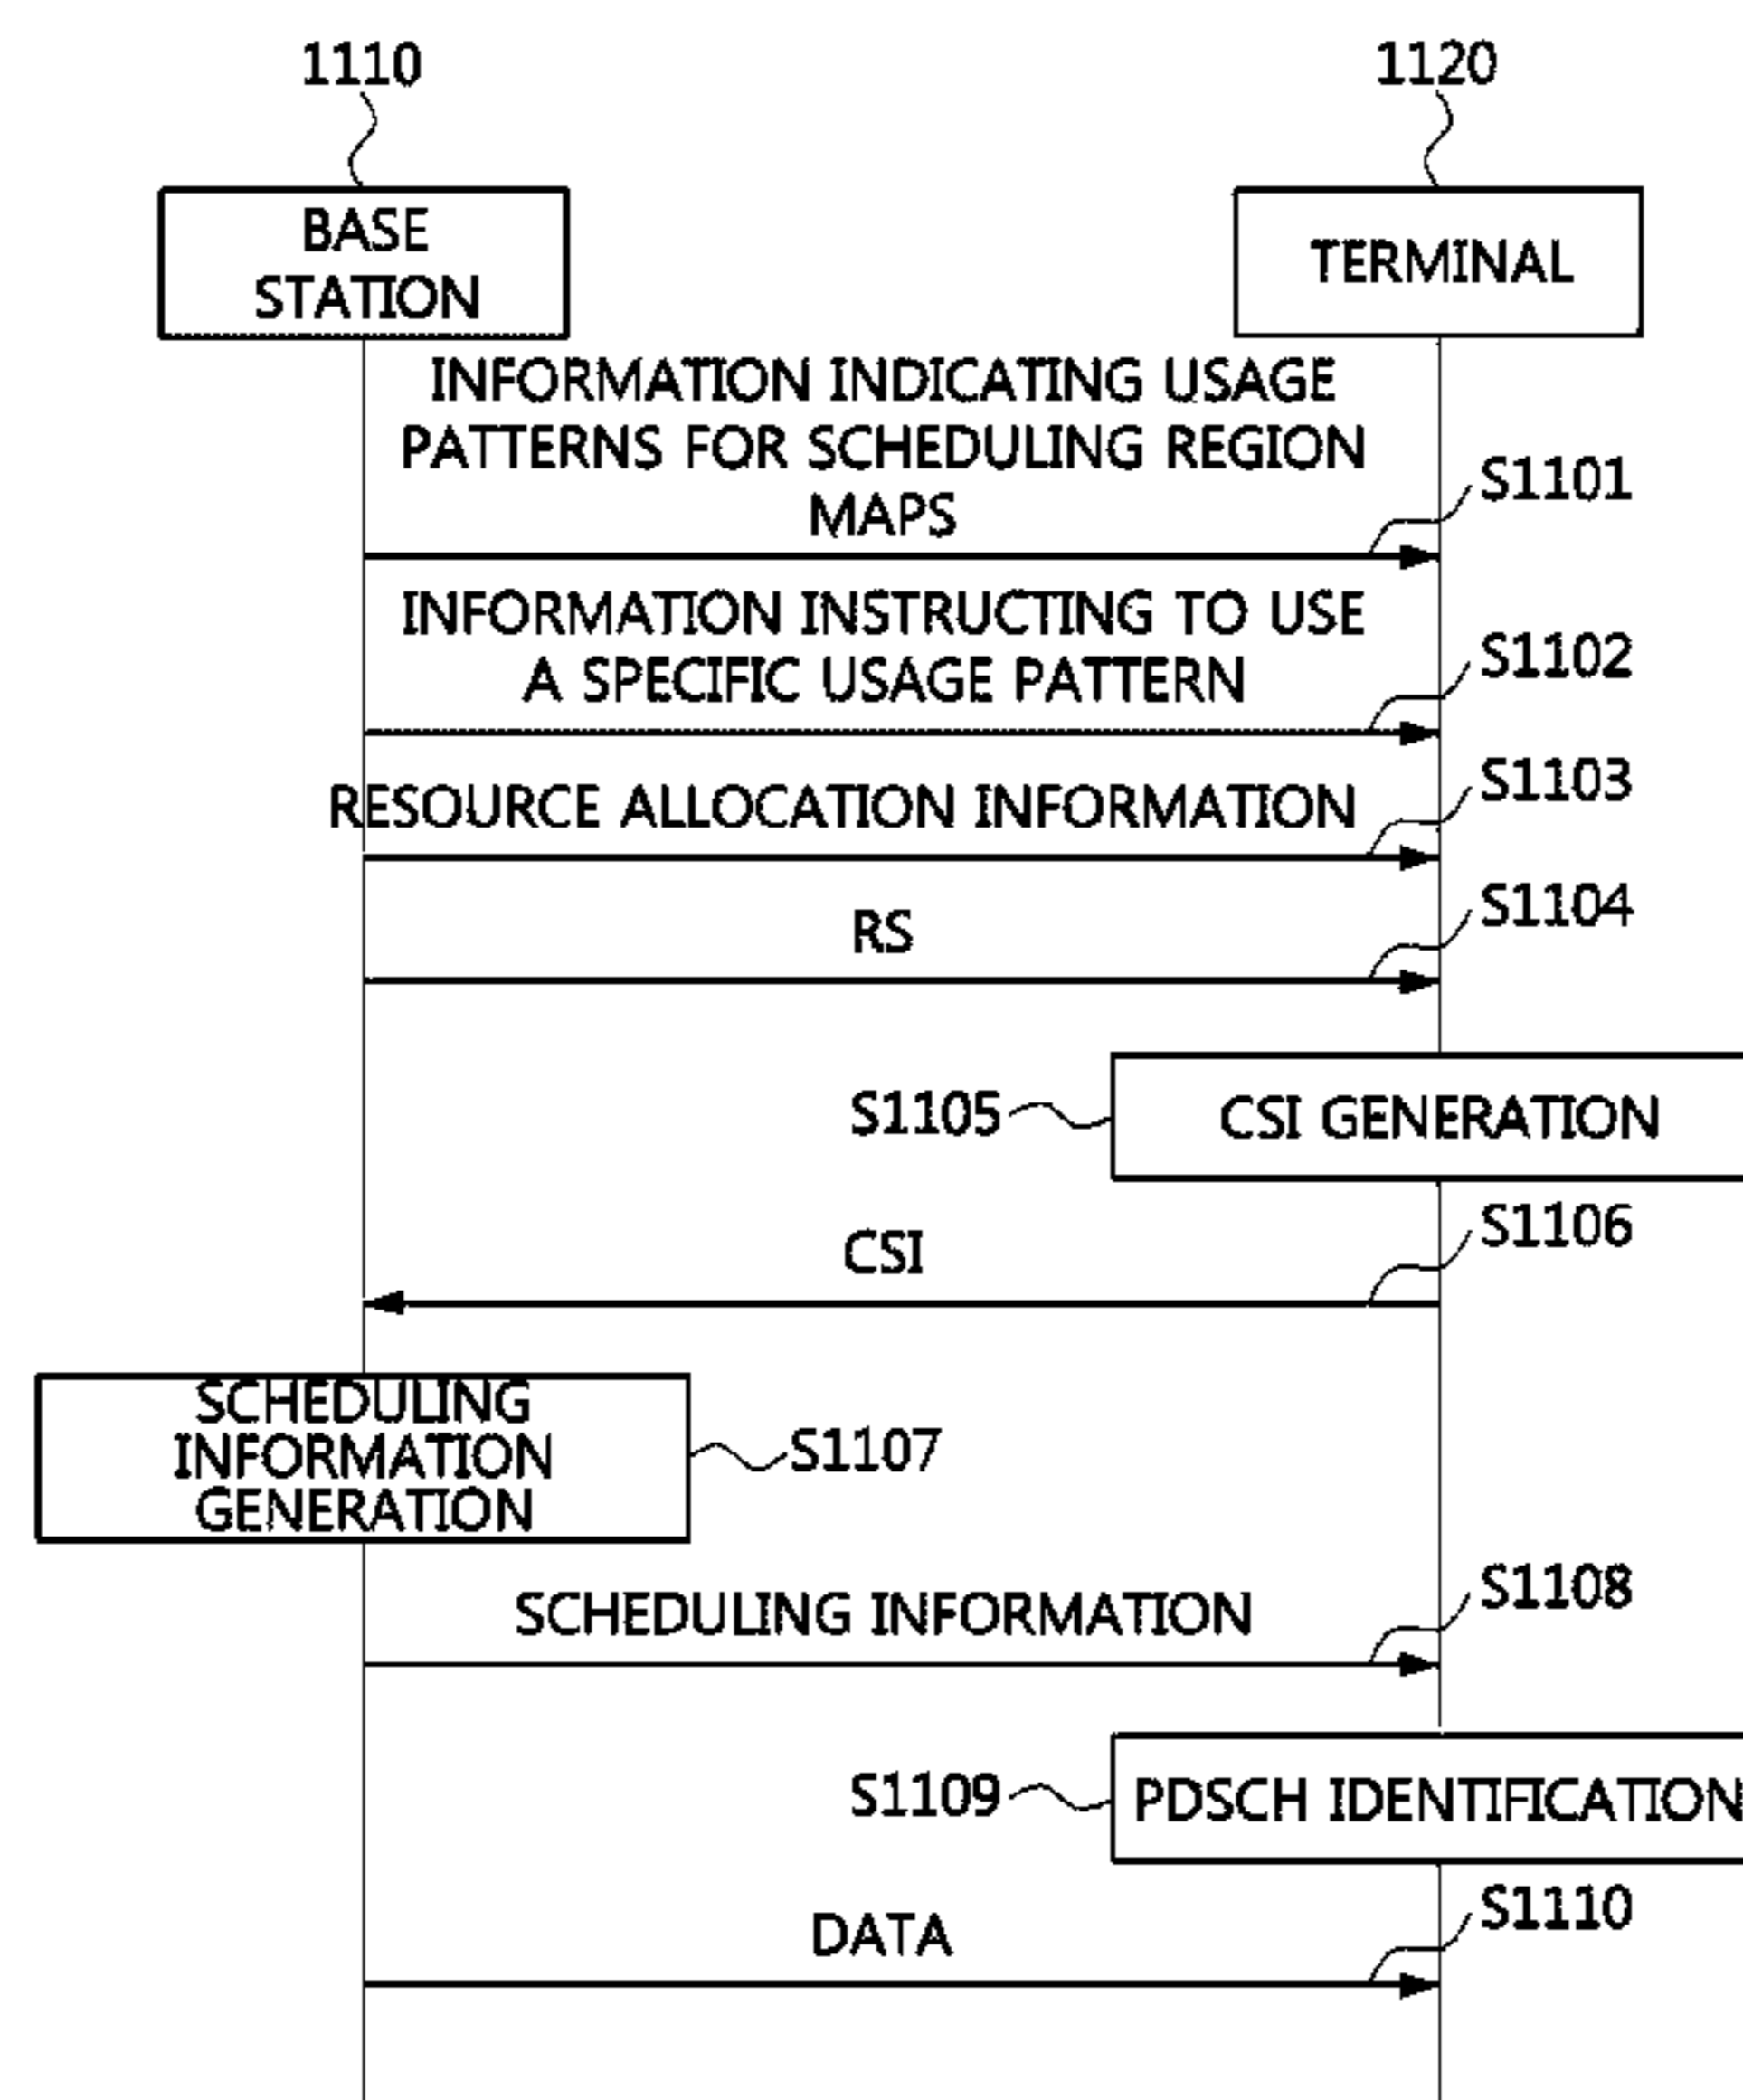 1110
1120
BASE
STATION
TERMINAL
INFORMATION INDICATING USAGE
PATTERNS FOR SCHEDULING REGION
MAPS
S1101
INFORMATION INSTRUCTING TO USE
A SPECIFIC USAGE PATTERN
S1102
RESOURCE ALLOCATION INFORMATION
S1103
RS
S1104
S1105
CSI GENERATION
CSI
S1106
SCHEDULING
INFORMATION
GENERATION
S1107
SCHEDULING INFORMATION
S1108
S1109
PDSCH IDENTIFICATION
DATA
S1110